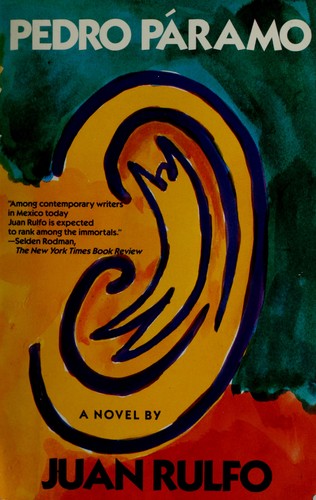 PEDRO PÁRAMO
"Among contemporary writers
in Mexico today
Juan Rulfo is expected
to rank among the immortals."
—Selden Rodman,
The New York Times Book Review
A NOVEL BY
JUAN RULFO